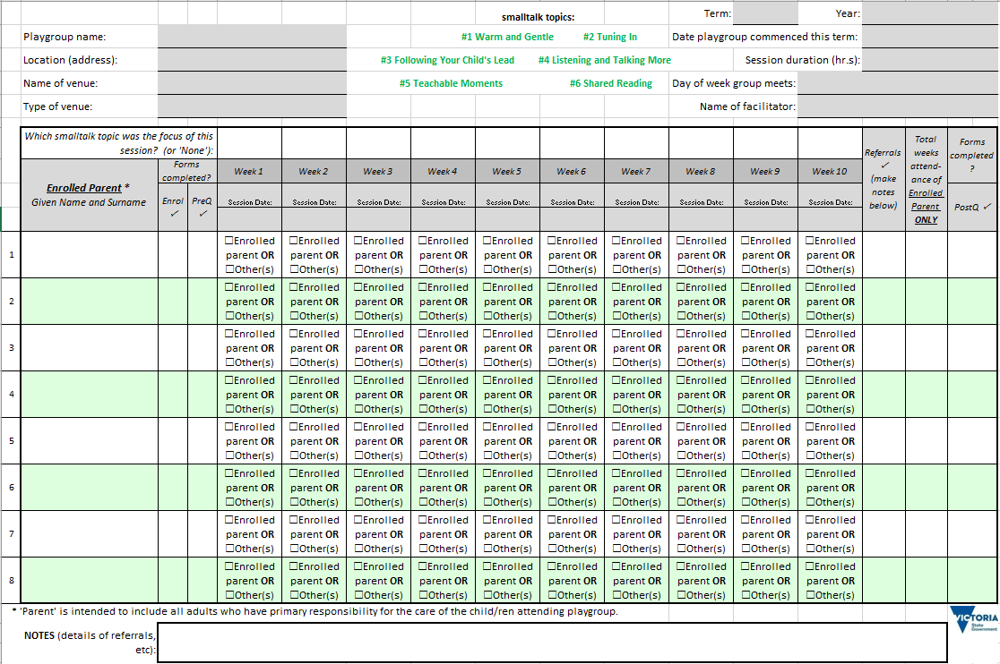 smalltalk topics: Term: Year:
Playgroup name: #1 Warm and Gentle #2 Tuning In Date playgroup commenced this term:
Location (address): #3 Following Your Child's Lead #4 Listening and Talking More Session duration (hr.s):
Name of venue: #5 Teachable Moments #6 Shared Reading Day of week group meets:
Type of venue: Name of facilitator:
Which smalltalk topic was the focus of this
session? (or 'None'):
Enrolled Parent *
Given Name and Surname
Forms
completed?
Enrol
✓
PreQ
✓
Week 1 Week 2 Week 3 Week 4 Week 5 Week 6 Week 7 Week 8 Week 9 Week 10
Session Date: Session Date: Session Date: Session Date: Session Date: Session Date: Session Date: Session Date: Session Date: Session Date:
Referrals
✓
(make
notes
below)
Total
weeks
attend-
ance of
Enrolled
Parent
ONLY
Forms
completed
?
PostQ ✓
☐Enrolled ☐Enrolled ☐Enrolled ☐Enrolled ☐Enrolled ☐Enrolled ☐Enrolled ☐Enrolled ☐Enrolled ☐Enrolled
1 parent OR parent OR parent OR parent OR parent OR parent OR parent OR parent OR parent OR parent OR
☐Other(s) ☐Other(s) ☐Other(s) ☐Other(s) ☐Other(s) ☐Other(s) ☐Other(s) ☐Other(s) ☐Other(s) ☐Other(s)
☐Enrolled ☐Enrolled ☐Enrolled ☐Enrolled ☐Enrolled ☐Enrolled ☐Enrolled ☐Enrolled ☐Enrolled ☐Enrolled
2 parent OR parent OR parent OR parent OR parent OR parent OR parent OR parent OR parent OR parent OR
☐Other(s) ☐Other(s) ☐Other(s) ☐Other(s) ☐Other(s) ☐Other(s) ☐Other(s) ☐Other(s) ☐Other(s) ☐Other(s)
☐Enrolled ☐Enrolled ☐Enrolled ☐Enrolled ☐Enrolled ☐Enrolled ☐Enrolled ☐Enrolled ☐Enrolled ☐Enrolled
3 parent OR parent OR parent OR parent OR parent OR parent OR parent OR parent OR parent OR parent OR
☐Other(s) ☐Other(s) ☐Other(s) ☐Other(s) ☐Other(s) ☐Other(s) ☐Other(s) ☐Other(s) ☐Other(s) ☐Other(s)
☐Enrolled ☐Enrolled ☐Enrolled ☐Enrolled ☐Enrolled ☐Enrolled ☐Enrolled ☐Enrolled ☐Enrolled ☐Enrolled
4 parent OR parent OR parent OR parent OR parent OR parent OR parent OR parent OR parent OR parent OR
☐Other(s) ☐Other(s) ☐Other(s) ☐Other(s) ☐Other(s) ☐Other(s) ☐Other(s) ☐Other(s) ☐Other(s) ☐Other(s)
☐Enrolled ☐Enrolled ☐Enrolled ☐Enrolled ☐Enrolled ☐Enrolled ☐Enrolled ☐Enrolled ☐Enrolled ☐Enrolled
5 parent OR parent OR parent OR parent OR parent OR parent OR parent OR parent OR parent OR parent OR
☐Other(s) ☐Other(s) ☐Other(s) ☐Other(s) ☐Other(s) ☐Other(s) ☐Other(s) ☐Other(s) ☐Other(s) ☐Other(s)
☐Enrolled ☐Enrolled ☐Enrolled ☐Enrolled ☐Enrolled ☐Enrolled ☐Enrolled ☐Enrolled ☐Enrolled ☐Enrolled
6 parent OR parent OR parent OR parent OR parent OR parent OR parent OR parent OR parent OR parent OR
☐Other(s) ☐Other(s) ☐Other(s) ☐Other(s) ☐Other(s) ☐Other(s) ☐Other(s) ☐Other(s) ☐Other(s) ☐Other(s)
☐Enrolled ☐Enrolled ☐Enrolled ☐Enrolled ☐Enrolled ☐Enrolled ☐Enrolled ☐Enrolled ☐Enrolled ☐Enrolled
7 parent OR parent OR parent OR parent OR parent OR parent OR parent OR parent OR parent OR parent OR
☐Other(s) ☐Other(s) ☐Other(s) ☐Other(s) ☐Other(s) ☐Other(s) ☐Other(s) ☐Other(s) ☐Other(s) ☐Other(s)
☐Enrolled ☐Enrolled ☐Enrolled ☐Enrolled ☐Enrolled ☐Enrolled ☐Enrolled ☐Enrolled ☐Enrolled ☐Enrolled
8 parent OR parent OR parent OR parent OR parent OR parent OR parent OR parent OR parent OR parent OR
☐Other(s) ☐Other(s) ☐Other(s) ☐Other(s) ☐Other(s) ☐Other(s) ☐Other(s) ☐Other(s) ☐Other(s) ☐Other(s)
* 'Parent' is intended to include all adults who have primary responsibility for the care of the child/ren attending playgroup.
NOTES (details of referrals,
etc):
VICTORIA
State
Government